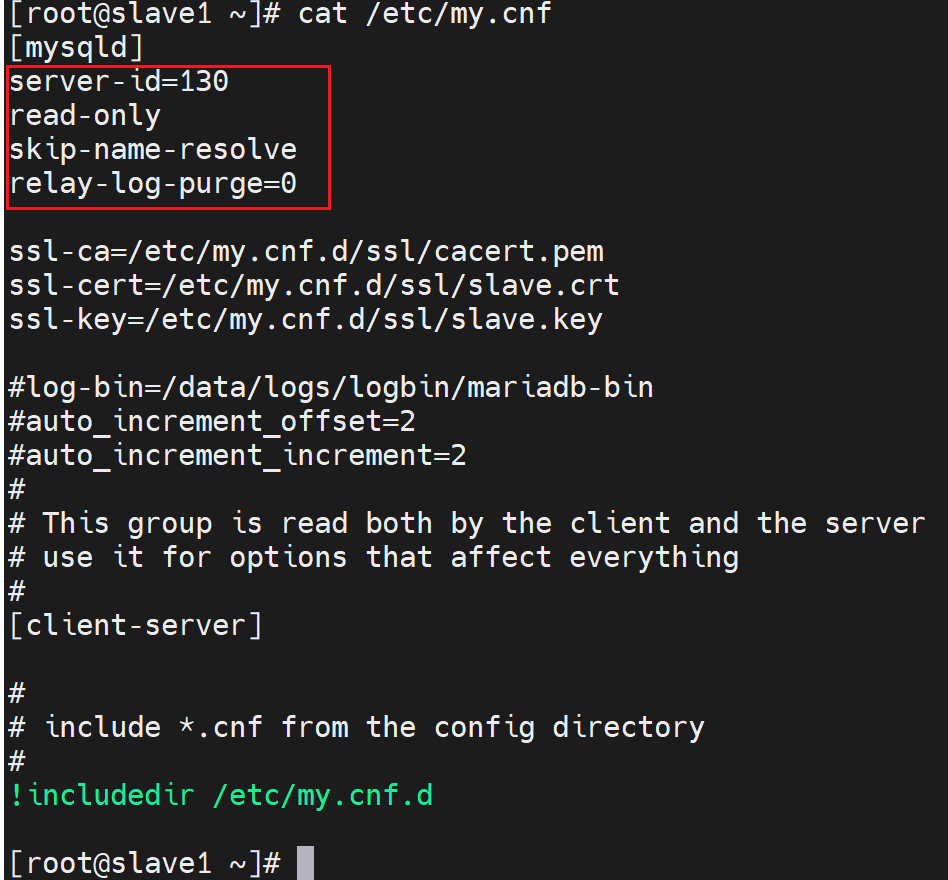 [root@slave1 ~]# cat /etc/my.cnf
[mysqld]
server-id=130
read-only
skip-name-resolve
relay-log-purge=0
ssl-ca=/etc/my.cnf.d/ssl/cacert.pem
ssl-cert=/etc/my.cnf.d/ssl/slave.crt
ssl-key=/etc/my.cnf.d/ssl/slave.key
#log-bin=/data/logs/logbin/mariadb-bin
#auto_increment_offset=2
#auto_increment_increment=2
#
# This group is read both by the client and the server
# use it for options that affect everything
#
[client-server]
#
# include *.cnf from the config directory
#
!includedir /etc/my.cnf.d
[root@slave1 ~]#